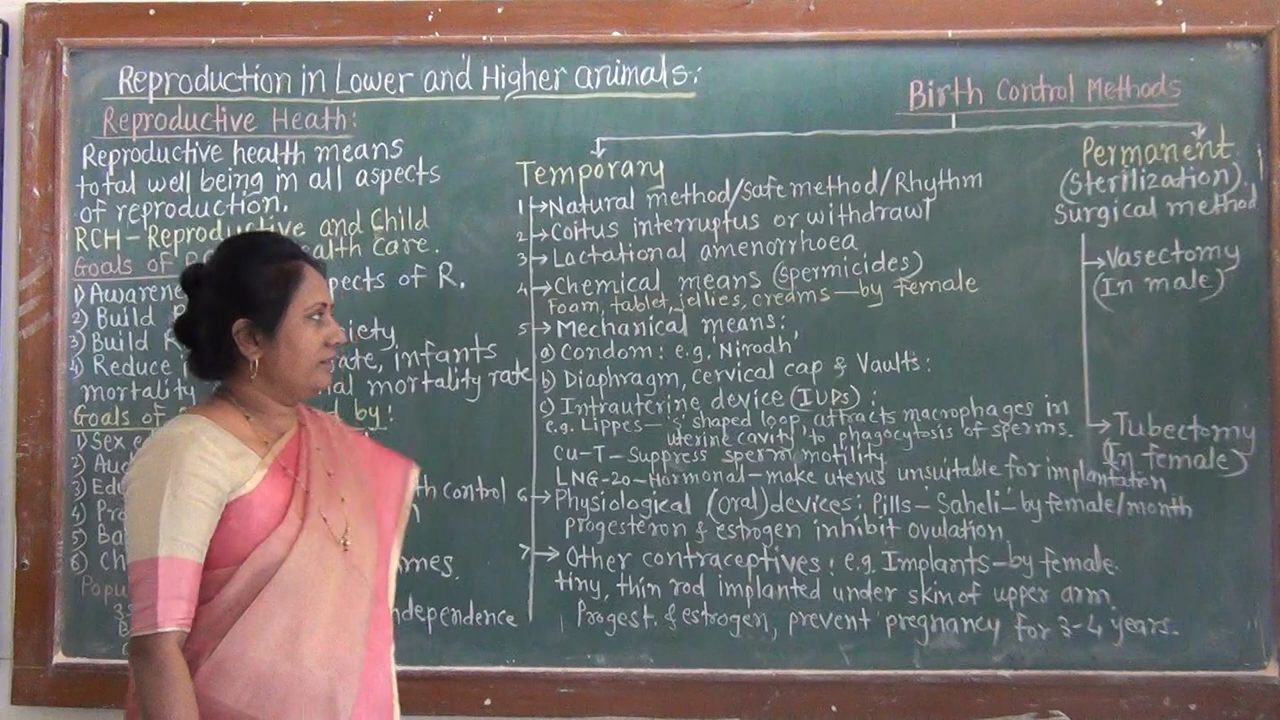 Reproduction in Lower and Higher animals:
Reproductive Heath:
Reproductive health means
total well being in all aspects
of reproduction.
RCH - Reproductive and Child
alth Care.
Goals of
pects of R.
1) Awaren
2) Build
iety
3) Build
4) Reduce
ate, infants
mortality
mortality rate
Goals of
d by:
1) Sex e
2) Aud
3) Edu
th control
4) Pr
5) Ba
6) Ch
mes.
Popu
ndependence
Birth Control Methods
Temporary
1 → Natural method/safe method/Rhythm
2 → Coitus interruptus or withdrawl
3 → Lactational amenorrhoea
4 → Chemical means (spermicides)
Foam, tablet, jellies, creams — by female
5 → Mechanical means:
a) Condom: e.g. 'Nirodh'
b) Diaphragm, cervical cap & Vaults:
c) Intrauterine device (IUDs):
e.g. Lippes — 's' shaped loop, attracts macrophages in
uterine cavity to phagocytosis of sperms.
Cu-T - Suppress sperm motility
LNG-20 - Hormonal - make uterus unsuitable for implantation
6 → Physiological (oral) devices: Pills - 'Saheli' - by female/month
progesteron & estrogen inhibit ovulation
7 → Other contraceptives: e.g. Implants - by female.
tiny, thin rod implanted under skin of upper arm.
Progest. & estrogen, prevent pregnancy for 3-4 years.
Permanent
(Sterilization)
Surgical method
→ Vasectomy
(In male)
→ Tubectomy
(In female)